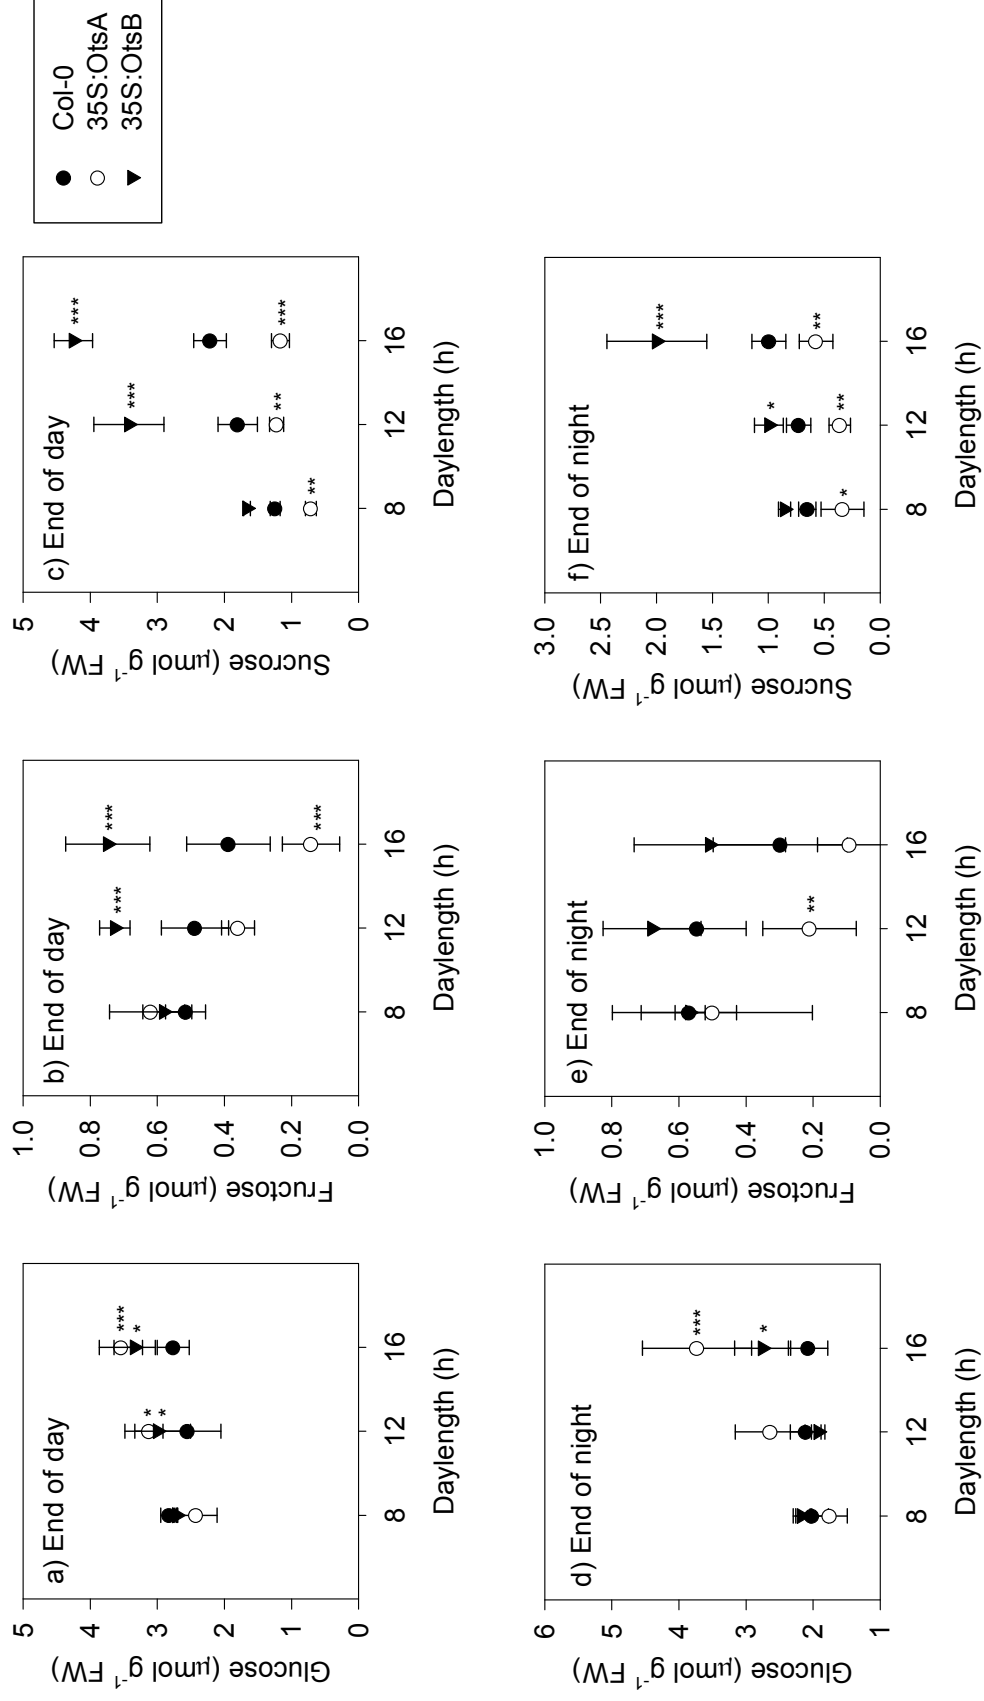 a) End of day
Glucose (μmol g⁻¹ FW)
5
4
3
2
1
0
* *
*** *
8 12 16
Daylength (h)
b) End of day
Fructose (μmol g⁻¹ FW)
1.0
0.8
0.6
0.4
0.2
0.0
***
***
***
8 12 16
Daylength (h)
c) End of day
Sucrose (μmol g⁻¹ FW)
5
4
3
2
1
0
**
***
**
***
***
8 12 16
Daylength (h)
Col-0
35S:OtsA
35S:OtsB
d) End of night
Glucose (μmol g⁻¹ FW)
6
5
4
3
2
1
***
*
8 12 16
Daylength (h)
e) End of night
Fructose (μmol g⁻¹ FW)
1.0
0.8
0.6
0.4
0.2
0.0
**
8 12 16
Daylength (h)
f) End of night
Sucrose (μmol g⁻¹ FW)
3.0
2.5
2.0
1.5
1.0
0.5
0.0
*
*
**
***
**
8 12 16
Daylength (h)